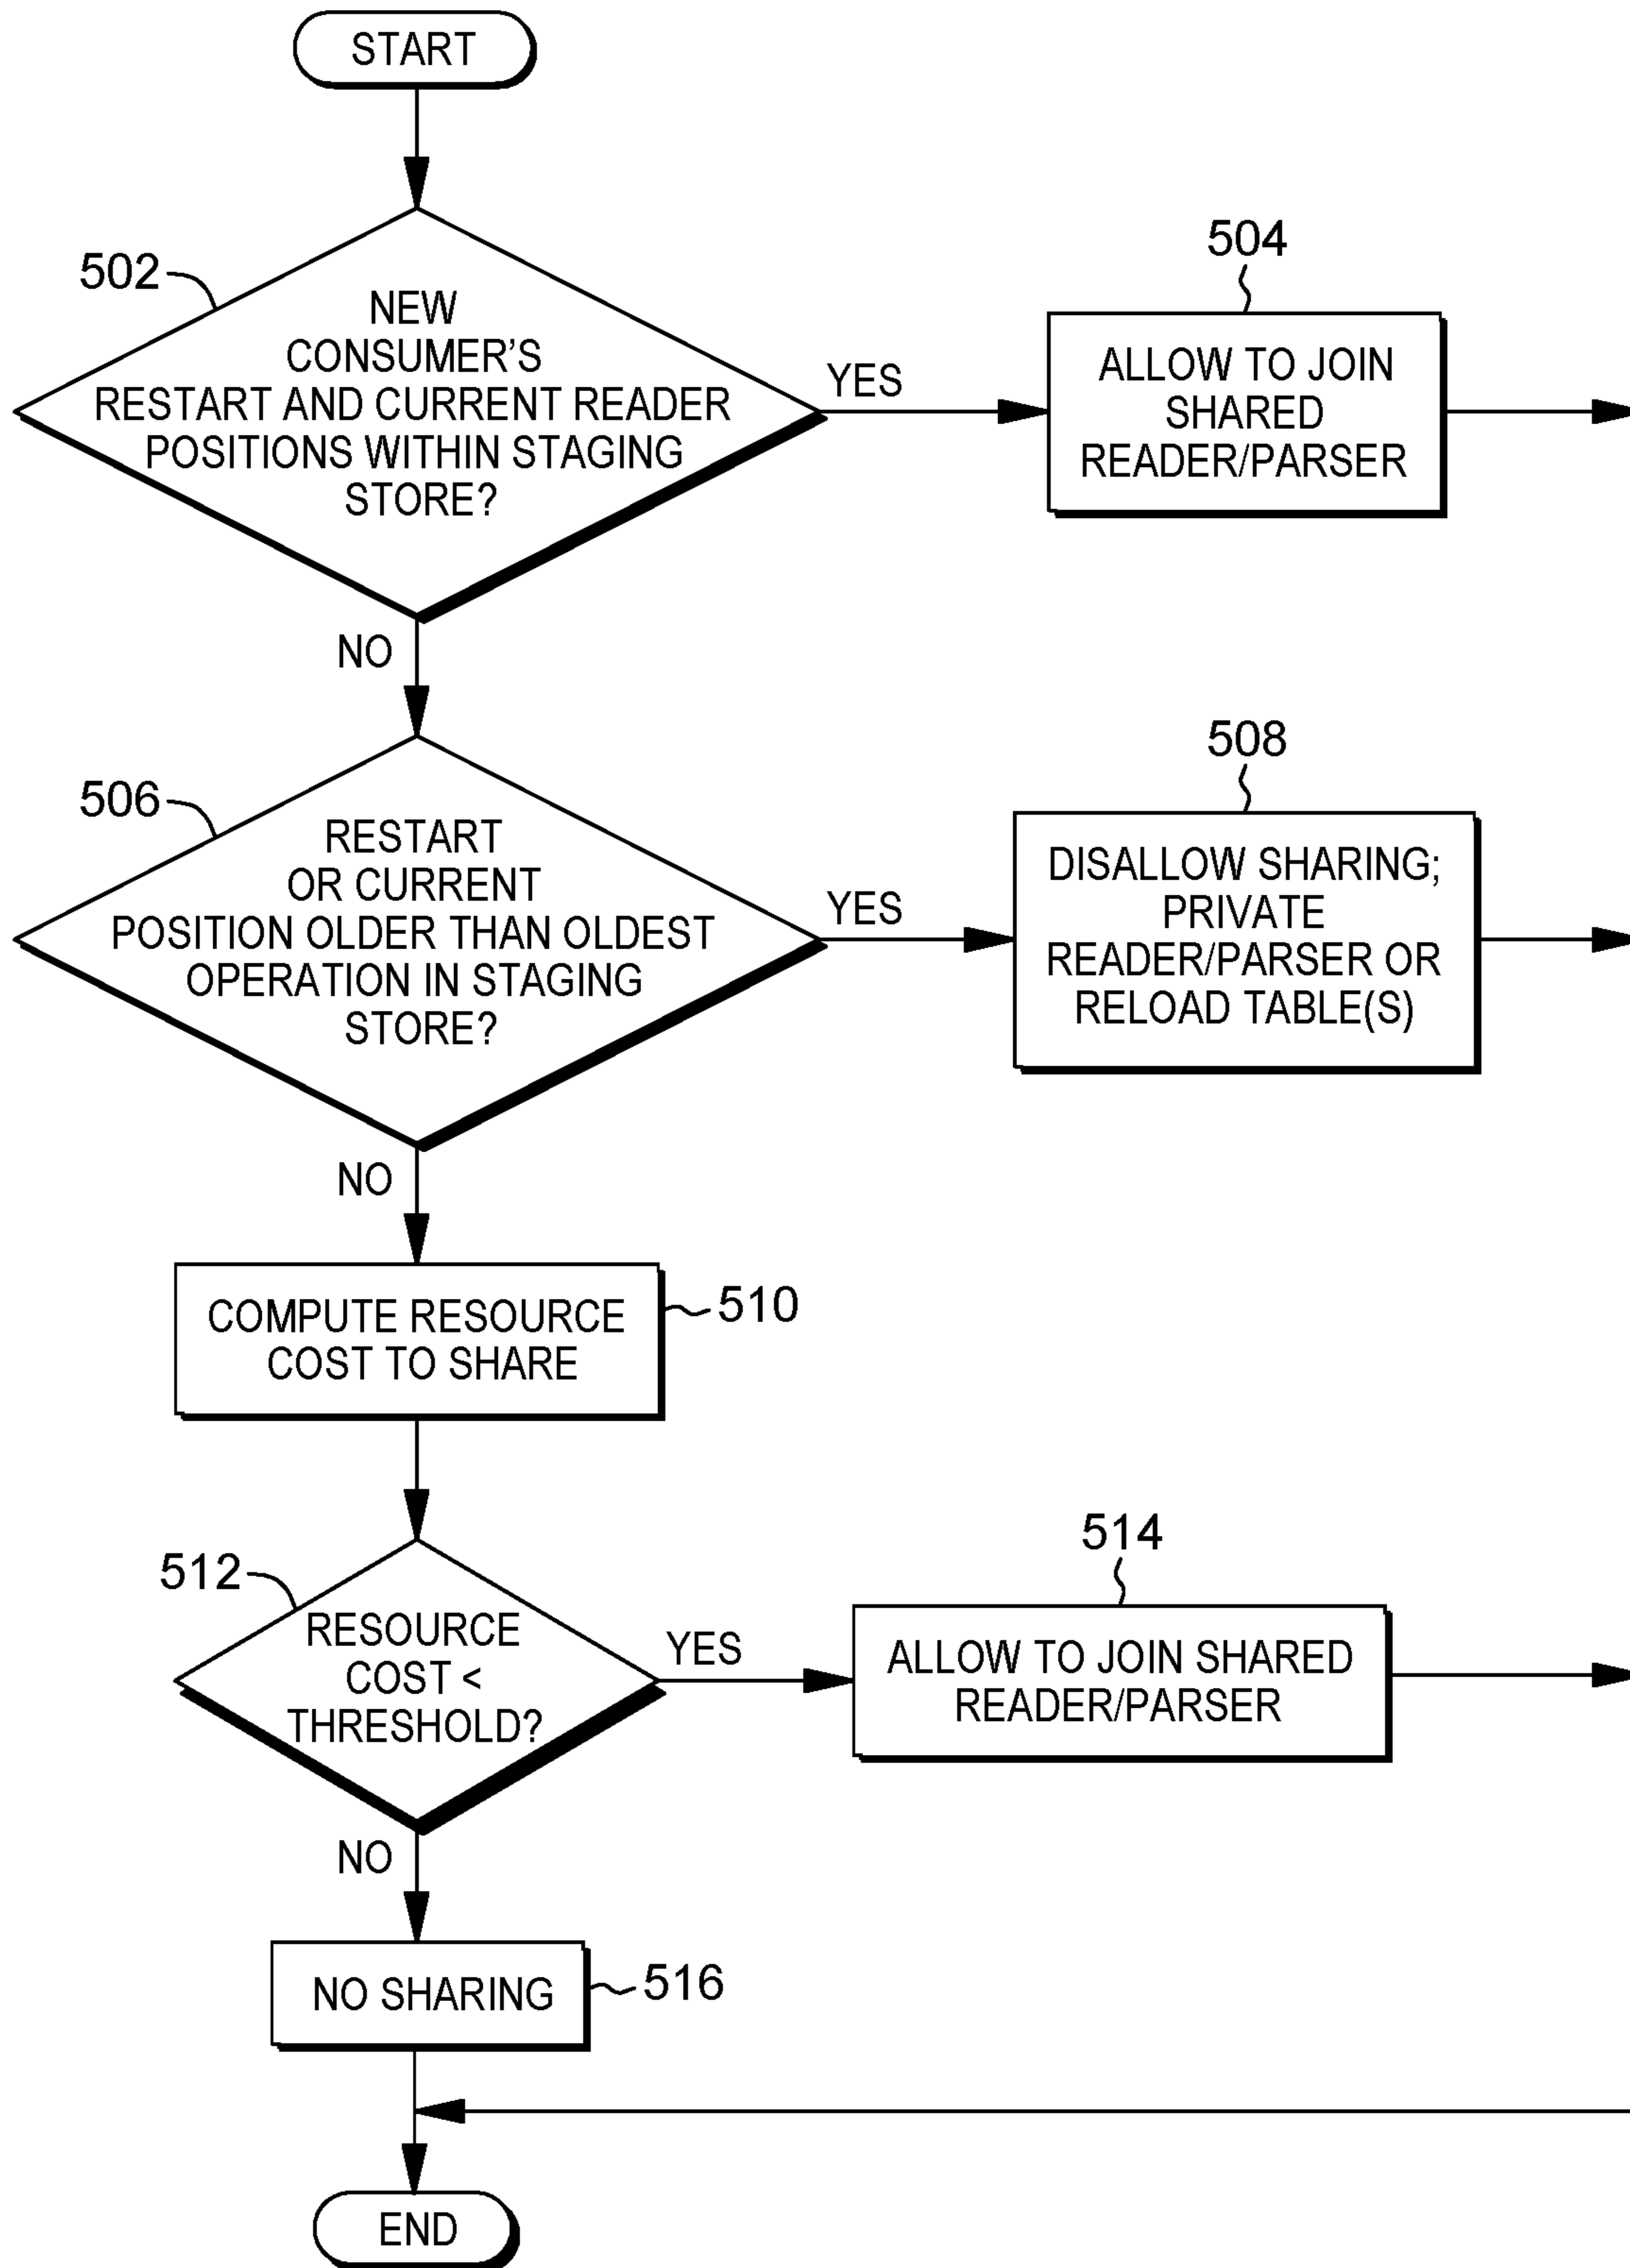 START
502
NEW
CONSUMER'S
RESTART AND CURRENT READER
POSITIONS WITHIN STAGING
STORE?
YES
504
ALLOW TO JOIN
SHARED
READER/PARSER
NO
506
RESTART
OR CURRENT
POSITION OLDER THAN OLDEST
OPERATION IN STAGING
STORE?
YES
508
DISALLOW SHARING;
PRIVATE
READER/PARSER OR
RELOAD TABLE(S)
NO
COMPUTE RESOURCE
COST TO SHARE
510
512
RESOURCE
COST <
THRESHOLD?
YES
514
ALLOW TO JOIN SHARED
READER/PARSER
NO
NO SHARING
516
END